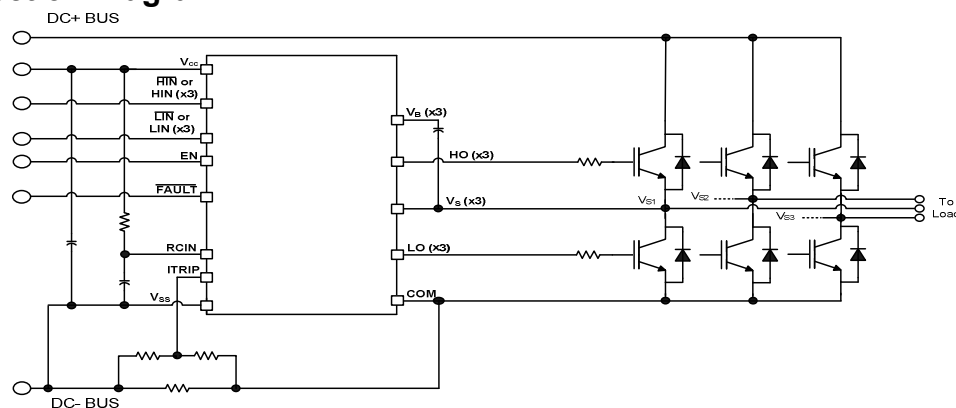 DC+ BUS
VCC
HIN or
HIN (x3)
LIN or
LIN (x3)
EN
FAULT
RCIN
ITRIP
VSS
VB (x3)
HO (x3)
VS (x3)
LO (x3)
COM
VS1
VS2
VS3
To
Load
DC- BUS